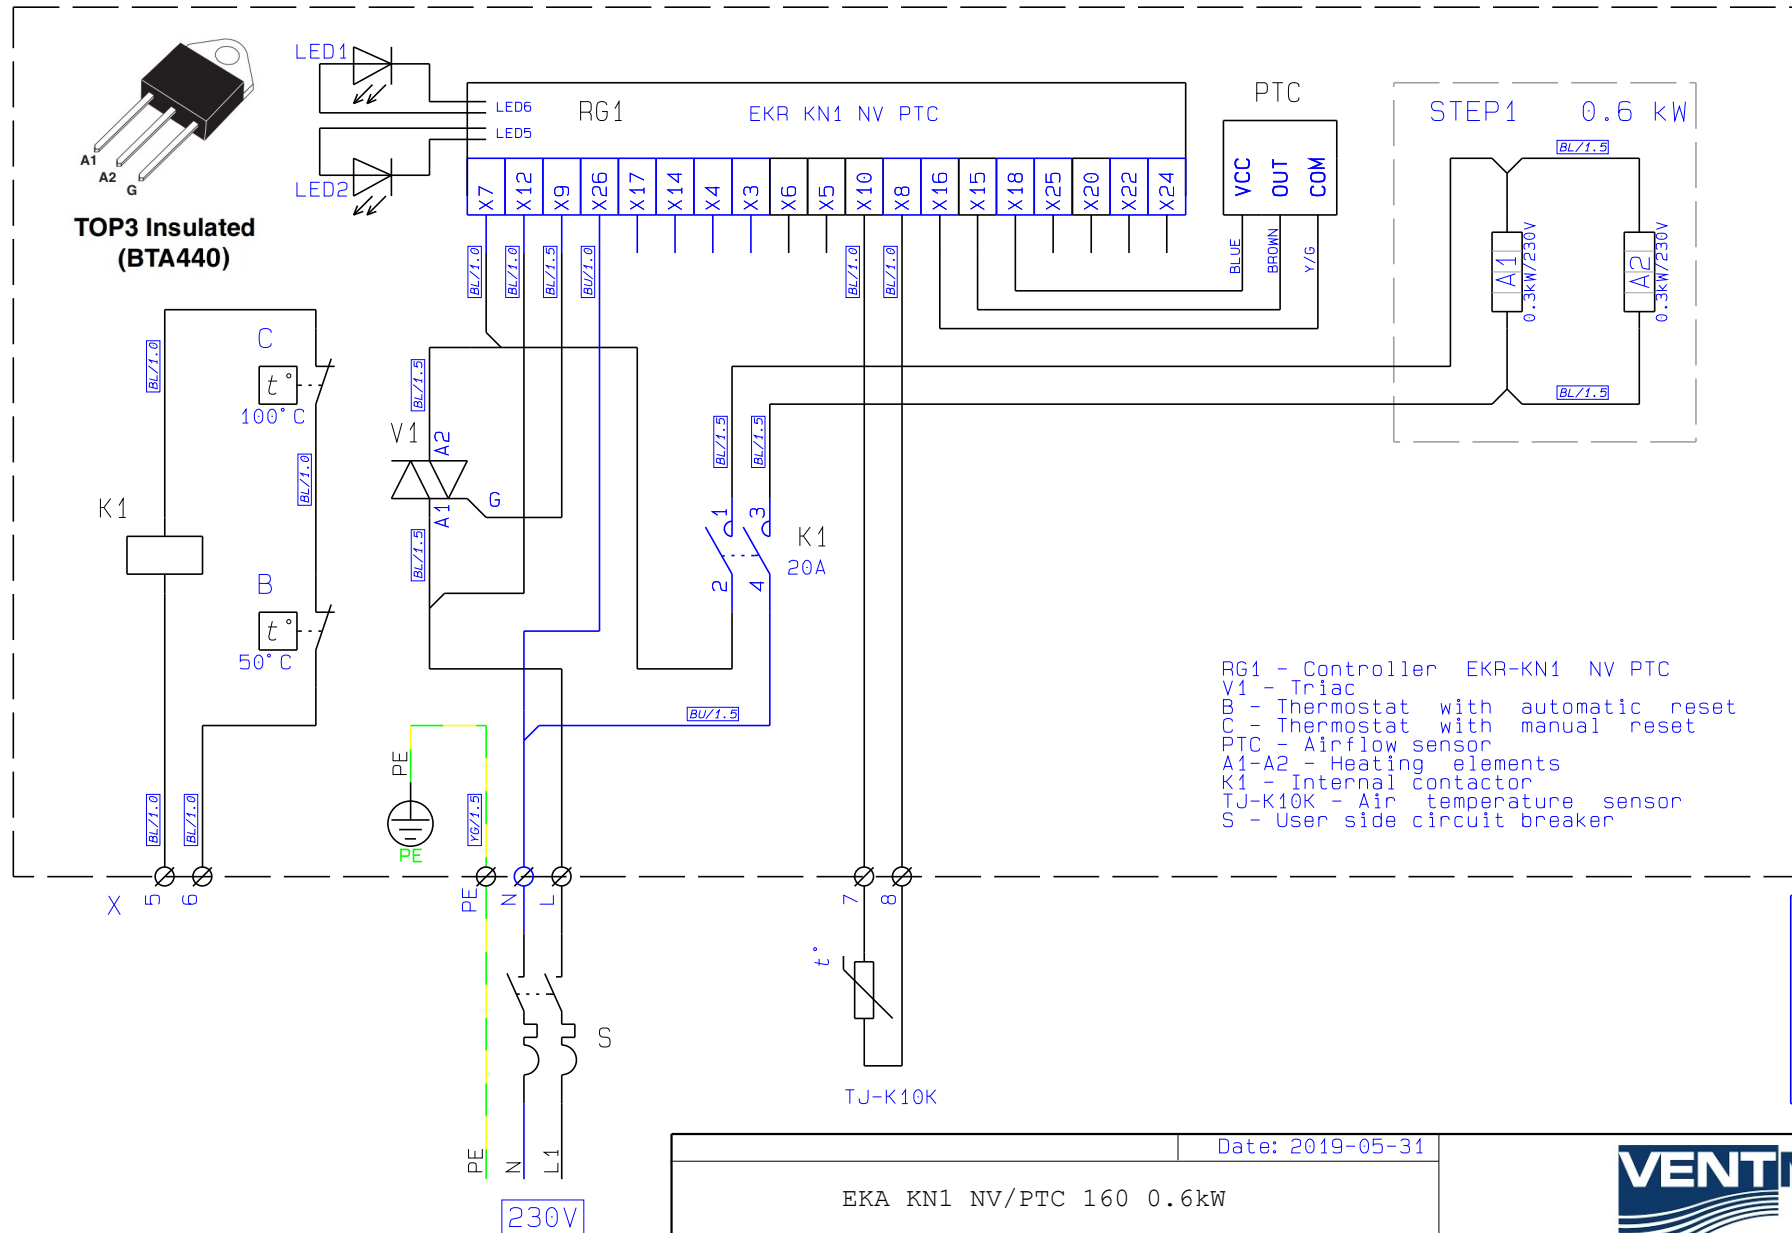 A1
A2
G
TOP3 Insulated
(BTA440)
LED1
LED2
LED6
LED5
RG1
EKR KN1 NV PTC
X7 X12 X9 X26 X17 X14 X4 X3 X6 X5 X10 X8 X16 X15 X18 X25 X20 X22 X24
BL/1.0 BL/1.0 BL/1.5 BU/1.0 BL/1.0 BL/1.0
PTC
VCC OUT COM
BLUE BROWN Y/G
STEP1 0.6 kW
BL/1.5
A1
0.3kW/230V
A2
0.3kW/230V
BL/1.5
BL/1.0
C
t°
100°C
BL/1.0
K1
B
t°
50°C
BL/1.0
BL/1.0
BL/1.5
V1
A2
G
A1
BL/1.5
BL/1.5
BL/1.5
1
3
K1
20A
2
4
BU/1.5
PE
PE
YG/1.5
RG1 - Controller EKR-KN1 NV PTC
V1 - Triac
B - Thermostat with automatic reset
C - Thermostat with manual reset
PTC - Airflow sensor
A1-A2 - Heating elements
K1 - Internal contactor
TJ-K10K - Air temperature sensor
S - User side circuit breaker
X
5
6
PE
N
L
7
8
t°
S
TJ-K10K
PE
N
L1
230V
Date: 2019-05-31
EKA KN1 NV/PTC 160 0.6kW
VENT